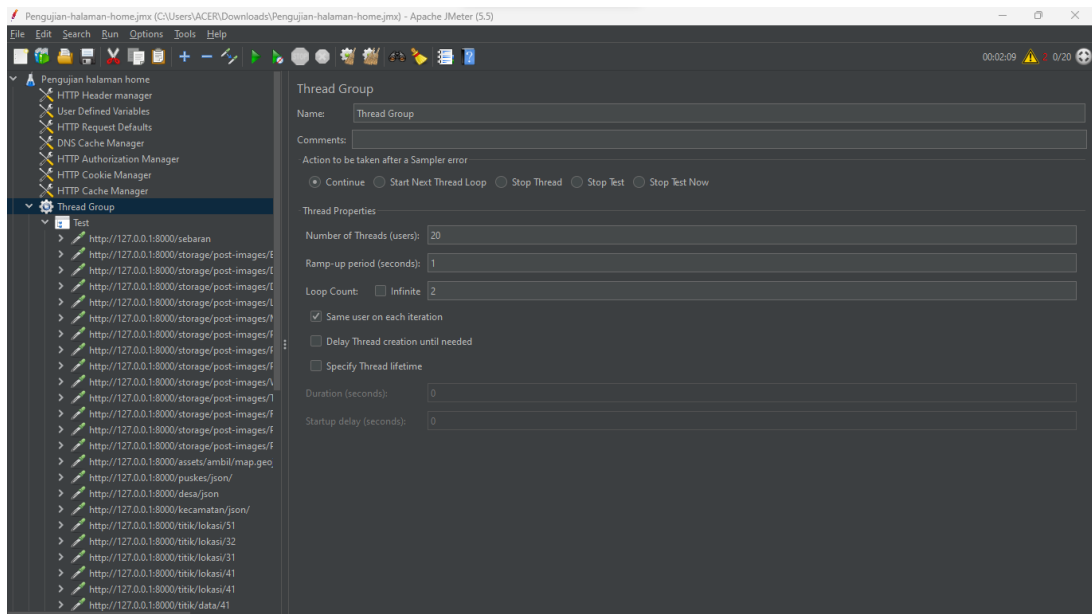 Pengujian-halaman-home.jmx (C:\Users\ACER\Downloads\Pengujian-halaman-home.jmx) - Apache JMeter (5.5)
File Edit Search Run Options Tools Help
00:02:09 2 0/20
Pengujian halaman home
HTTP Header manager
User Defined Variables
HTTP Request Defaults
DNS Cache Manager
HTTP Authorization Manager
HTTP Cookie Manager
HTTP Cache Manager
Thread Group
Test
http://127.0.0.1:8000/sebaran
http://127.0.0.1:8000/storage/post-images/E
http://127.0.0.1:8000/storage/post-images/D
http://127.0.0.1:8000/storage/post-images/D
http://127.0.0.1:8000/storage/post-images/L
http://127.0.0.1:8000/storage/post-images/
http://127.0.0.1:8000/storage/post-images/
http://127.0.0.1:8000/storage/post-images/
http://127.0.0.1:8000/storage/post-images/
http://127.0.0.1:8000/storage/post-images/
http://127.0.0.1:8000/storage/post-images/T
http://127.0.0.1:8000/storage/post-images/
http://127.0.0.1:8000/storage/post-images/
http://127.0.0.1:8000/storage/post-images/
http://127.0.0.1:8000/assets/ambil/map.geo
http://127.0.0.1:8000/puskes/json/
http://127.0.0.1:8000/desa/json
http://127.0.0.1:8000/kecamatan/json/
http://127.0.0.1:8000/titik/lokasi/51
http://127.0.0.1:8000/titik/lokasi/32
http://127.0.0.1:8000/titik/lokasi/31
http://127.0.0.1:8000/titik/lokasi/41
http://127.0.0.1:8000/titik/lokasi/41
http://127.0.0.1:8000/titik/data/41
Thread Group
Name: Thread Group
Comments:
Action to be taken after a Sampler error
Continue Start Next Thread Loop Stop Thread Stop Test Stop Test Now
Thread Properties
Number of Threads (users): 20
Ramp-up period (seconds): 1
Loop Count: Infinite 2
Same user on each iteration
Delay Thread creation until needed
Specify Thread lifetime
Duration (seconds): 0
Startup delay (seconds): 0